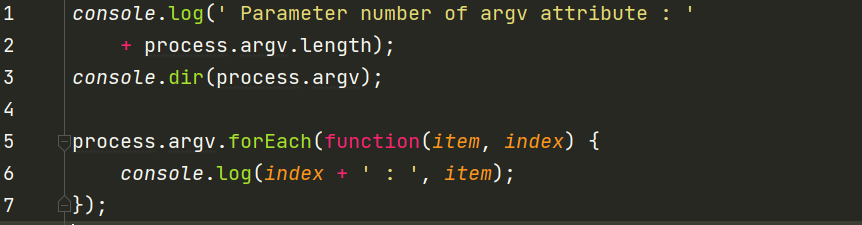 1 console.log(' Parameter number of argv attribute : '
2     + process.argv.length);
3 console.dir(process.argv);
4
5 process.argv.forEach(function(item, index) {
6     console.log(index + ' : ', item);
7 });